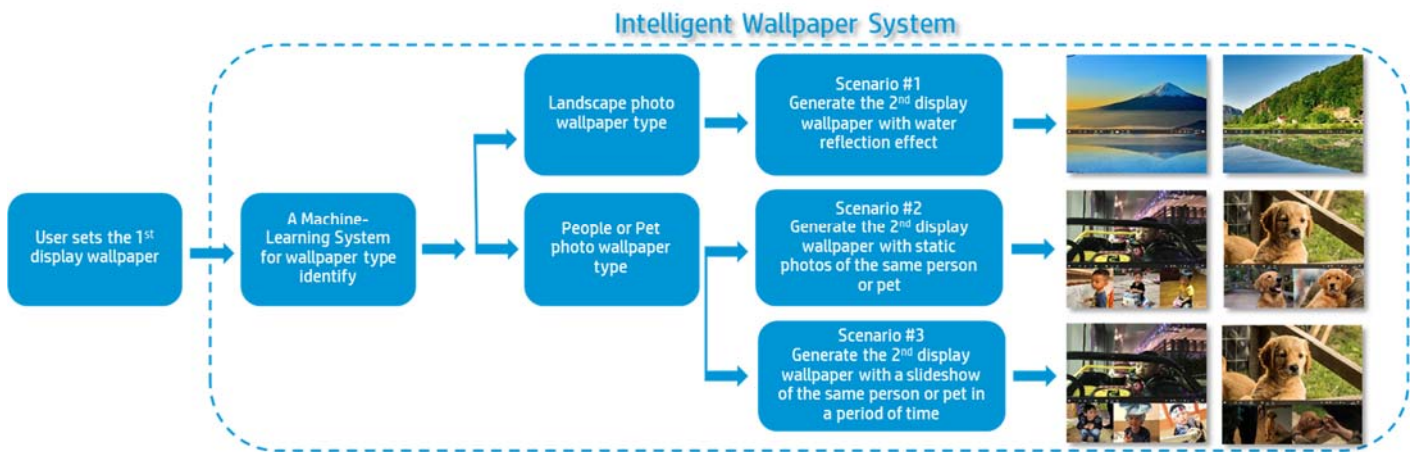 Intelligent Wallpaper System
User sets the 1st
display wallpaper
A Machine-
Learning System
for wallpaper type
identify
Landscape photo
wallpaper type
People or Pet
photo wallpaper
type
Scenario #1
Generate the 2nd display
wallpaper with water
reflection effect
Scenario #2
Generate the 2nd display
wallpaper with static
photos of the same person
or pet
Scenario #3
Generate the 2nd display
wallpaper with a slideshow
of the same person or pet in
a period of time